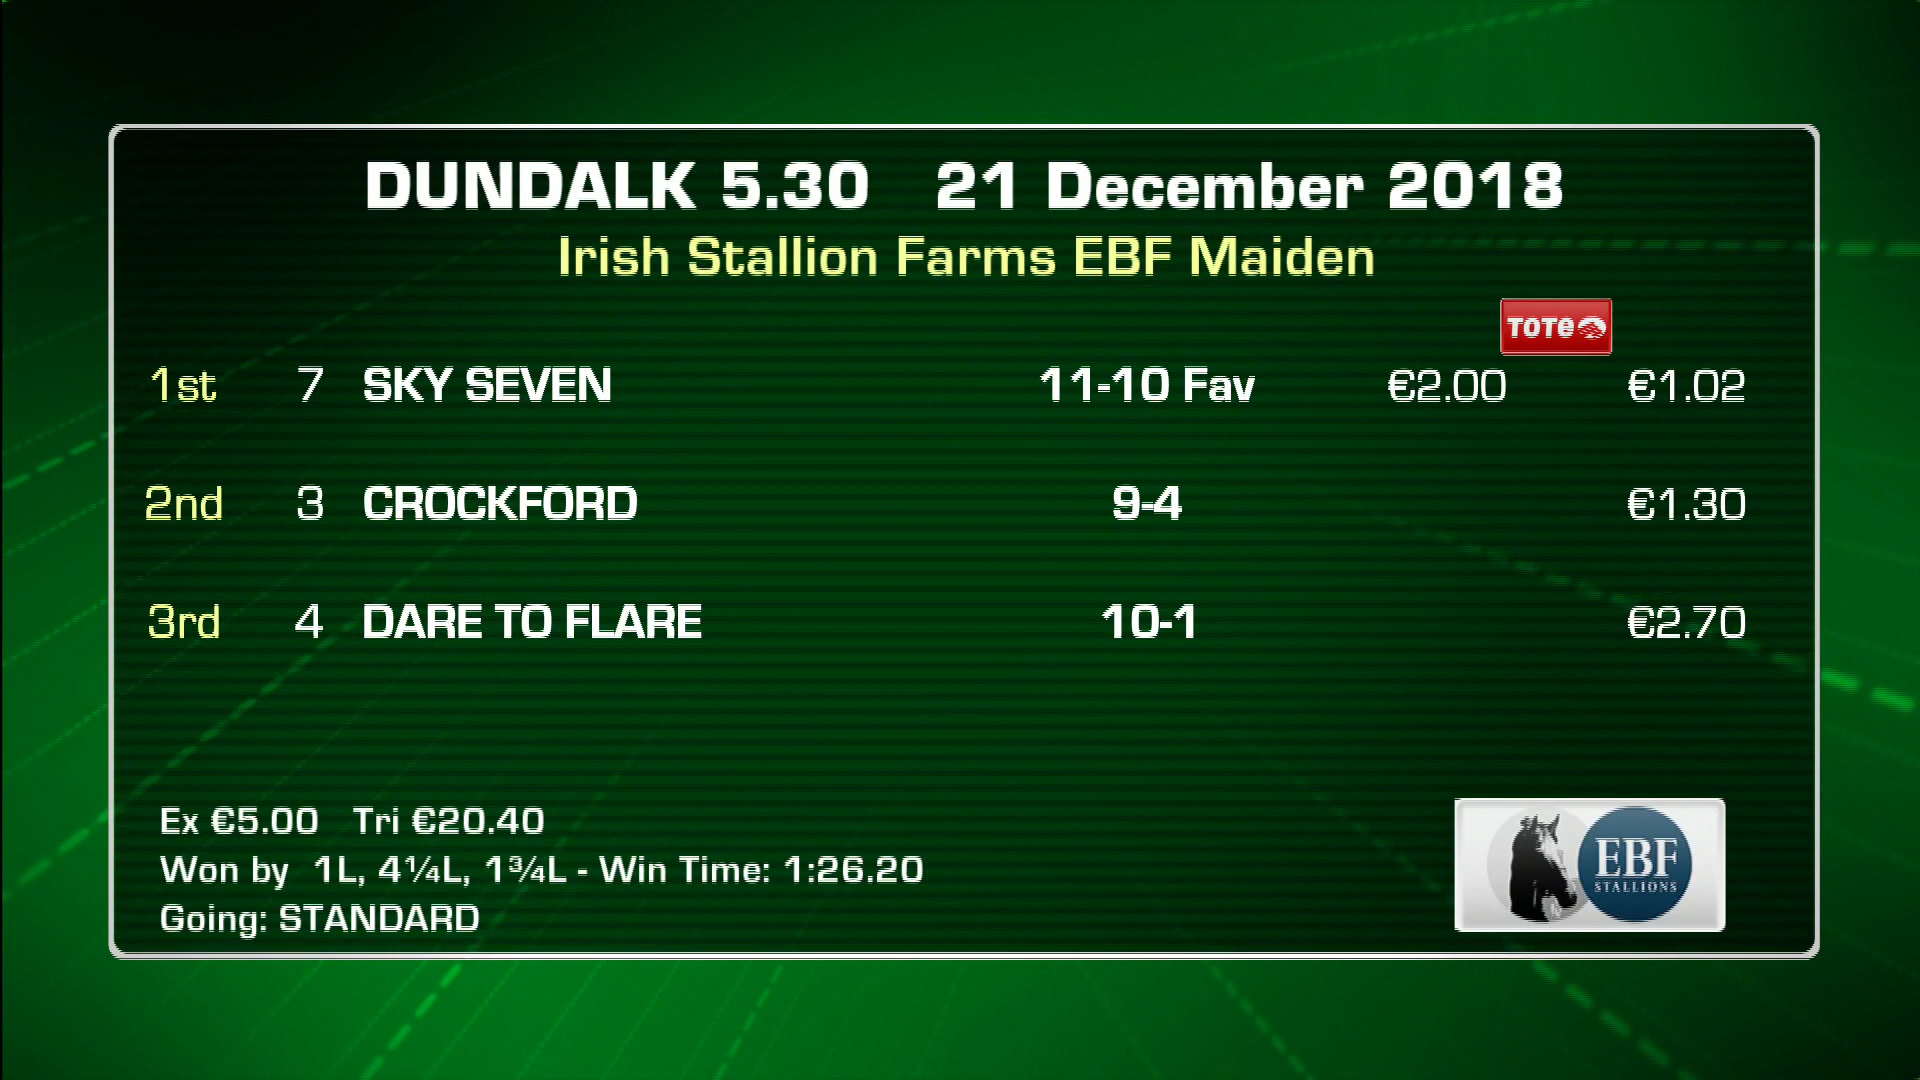 DUNDALK 5.30 21 December 2018
Irish Stallion Farms EBF Maiden
TOTE
1st 7 SKY SEVEN 11-10 Fav €2.00 €1.02
2nd 3 CROCKFORD 9-4 €1.30
3rd 4 DARE TO FLARE 10-1 €2.70
Ex €5.00 Tri €20.40
Won by 1L, 4¼L, 1¾L - Win Time: 1:26.20
Going: STANDARD
EBF
STALLIONS